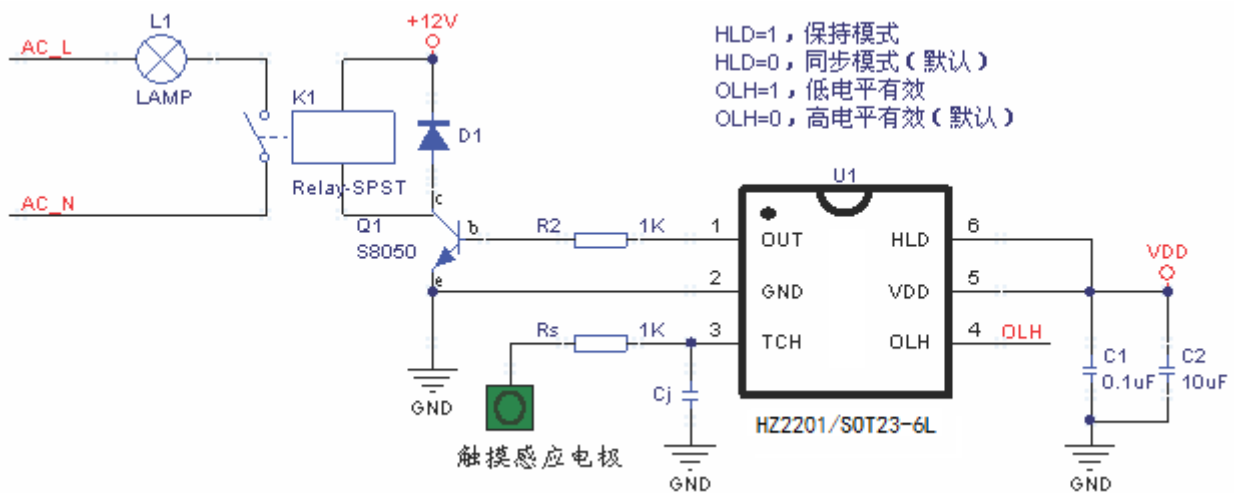 L1
+12V
AC_L
LAMP
K1
D1
Relay-SPST
AC_N
c
Q1
S8050
b
e
R2
1K
HLD=1，保持模式
HLD=0，同步模式（默认）
OLH=1，低电平有效
OLH=0，高电平有效（默认）
U1
1
OUT
HLD
6
2
GND
VDD
5
3
TCH
OLH
4
OLH
VDD
Rs
1K
Cj
C1
0.1uF
C2
10uF
GND
HZ2201/SOT23-6L
触摸感应电极
GND
GND